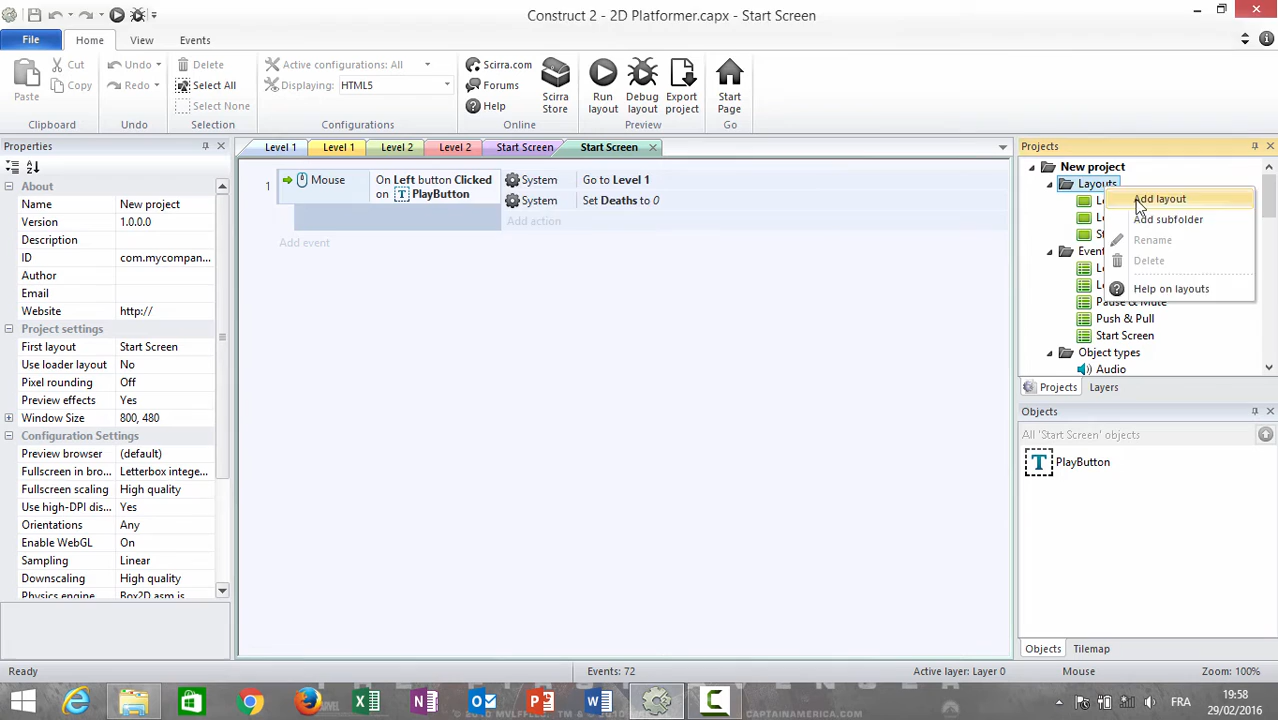 Construct 2 - 2D Platformer.capx - Start Screen
File
Home
View
Events
Paste
Cut
Copy
Undo
Redo
Delete
Select All
Select None
Active configurations: All
Displaying:
HTML5
Scirra.com
Forums
Help
Scirra Store
Run layout
Debug layout
Export project
Start Page
Clipboard
Undo
Selection
Configurations
Online
Preview
Go
Properties
Level 1
Level 1
Level 2
Level 2
Start Screen
Start Screen
Projects
About
Name New project
Version 1.0.0.0
Description
ID com.mycompan...
Author
Email
Website http://
Project settings
First layout Start Screen
Use loader layout No
Pixel rounding Off
Preview effects Yes
Window Size 800, 480
Configuration Settings
Preview browser (default)
Fullscreen in bro... Letterbox intege...
Fullscreen scaling High quality
Use high-DPI dis... Yes
Orientations Any
Enable WebGL On
Sampling Linear
Downscaling High quality
Physics engine Box2D asm.js
1
Mouse
On Left button Clicked
on T PlayButton
System Go to Level 1
System Set Deaths to 0
Add action
Add event
New project
Layouts
Add layout
Add subfolder
Rename
Delete
Help on layouts
Event
Pause & Mute
Push & Pull
Start Screen
Object types
Audio
Projects
Layers
Objects
All 'Start Screen' objects
T PlayButton
Objects
Tilemap
Ready
Events: 72
Active layer: Layer 0
Mouse
Zoom: 100%
FR
19:58
29/02/2016
CAPTAINAMERICA.COM